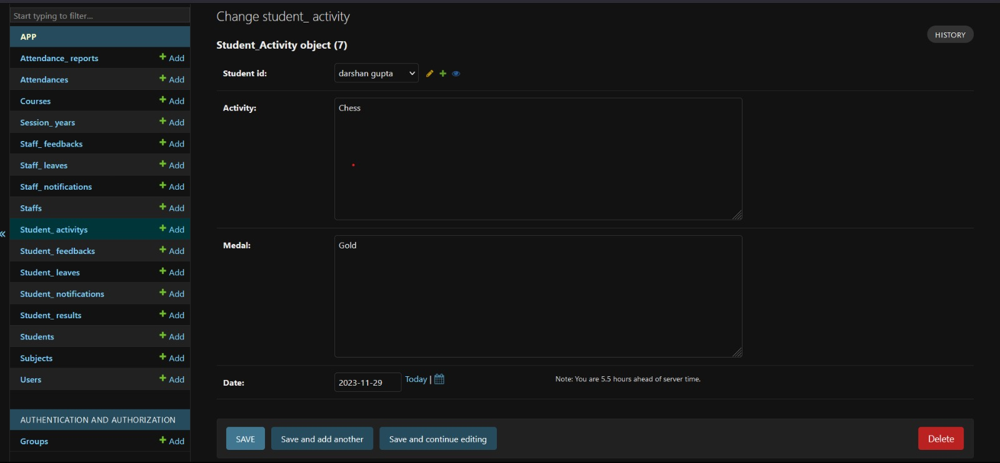 Start typing to filter...
APP
Attendance_ reports + Add
Attendances + Add
Courses + Add
Session_ years + Add
Staff_ feedbacks + Add
Staff_ leaves + Add
Staff_ notifications + Add
Staffs + Add
Student_ activitys + Add
Student_ feedbacks + Add
Student_ leaves + Add
Student_ notifications + Add
Student_ results + Add
Students + Add
Subjects + Add
Users + Add
AUTHENTICATION AND AUTHORIZATION
Groups + Add
«
Change student_ activity
HISTORY
Student_Activity object (7)
Student id: darshan gupta
Activity: Chess
Medal: Gold
Date: 2023-11-29 Today | Note: You are 5.5 hours ahead of server time.
SAVE Save and add another Save and continue editing Delete